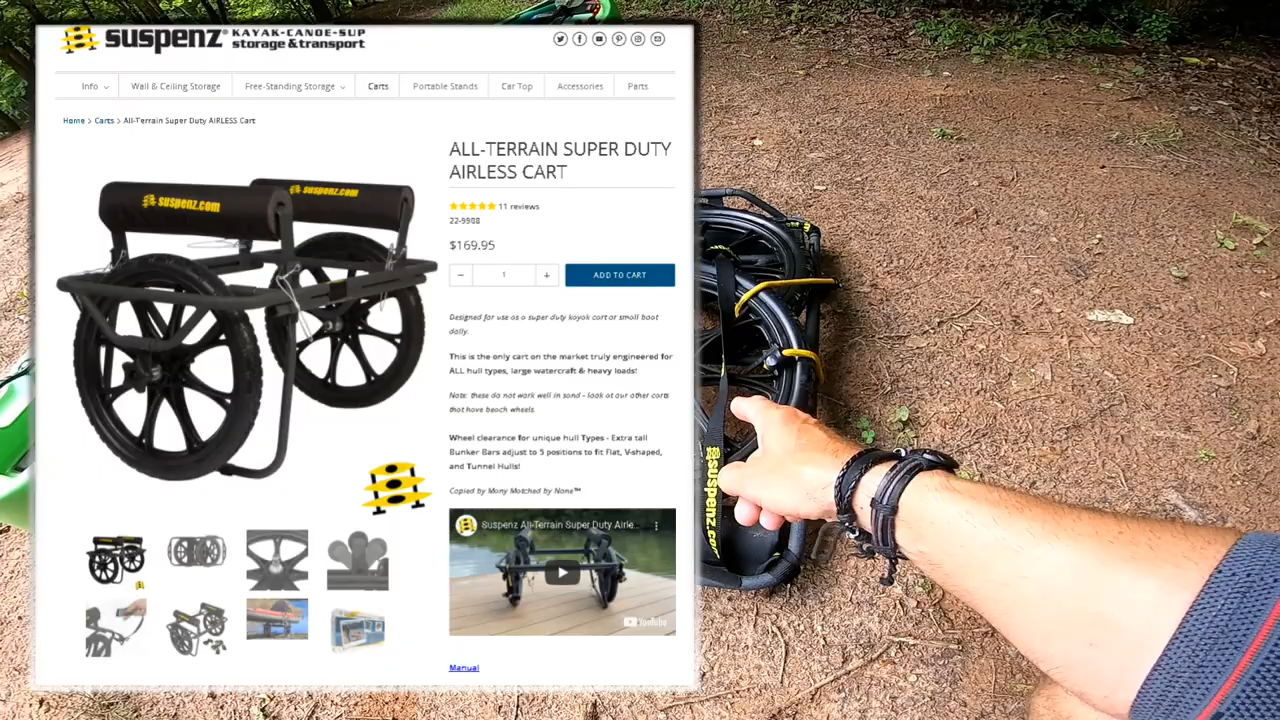 suspenz® KAYAK-CANOE-SUP
storage & transport
Info
Wall & Ceiling Storage
Free-Standing Storage
Carts
Portable Stands
Car Top
Accessories
Parts
Home > Carts > All-Terrain Super Duty AIRLESS Cart
ALL-TERRAIN SUPER DUTY
AIRLESS CART
11 reviews
22-9988
$169.95
− 1 + ADD TO CART
Designed for use as a super duty kayak cart or small boat
dolly.
This is the only cart on the market truly engineered for
ALL hull types, large watercraft & heavy loads!
Note: these do not work well in sand - look at our other carts
that have beach wheels.
Wheel clearance for unique hull Types - Extra tall
Bunker Bars adjust to 5 positions to fit Flat, V-shaped,
and Tunnel Hulls!
Copied by Many Matched by None™
Suspenz All-Terrain Super Duty Airle...
YouTube
Manual
suspenz.com
suspenz.com
suspenz.com